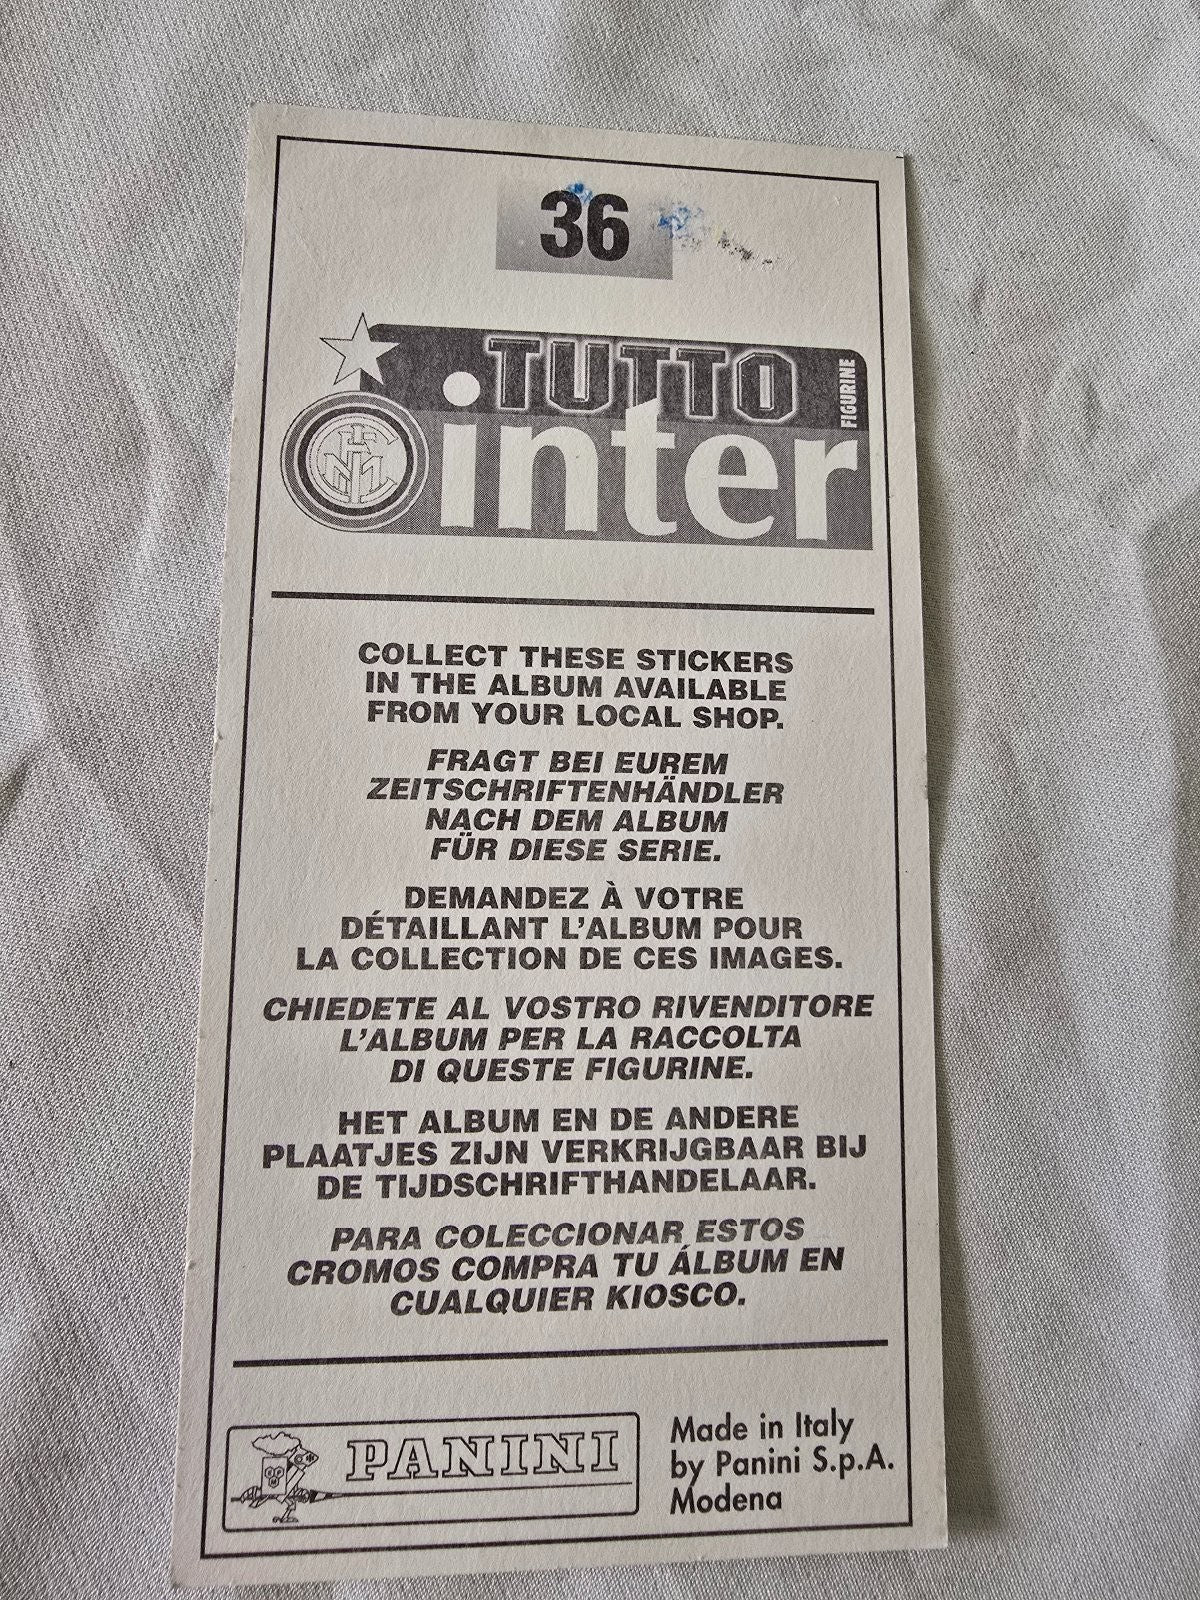 36
TUTTO
FIGURINE
inter
COLLECT THESE STICKERS
IN THE ALBUM AVAILABLE
FROM YOUR LOCAL SHOP.
FRAGT BEI EUREM
ZEITSCHRIFTENHÄNDLER
NACH DEM ALBUM
FÜR DIESE SERIE.
DEMANDEZ À VOTRE
DÉTAILLANT L'ALBUM POUR
LA COLLECTION DE CES IMAGES.
CHIEDETE AL VOSTRO RIVENDITORE
L'ALBUM PER LA RACCOLTA
DI QUESTE FIGURINE.
HET ALBUM EN DE ANDERE
PLAATJES ZIJN VERKRIJGBAAR BIJ
DE TIJDSCHRIFTHANDELAAR.
PARA COLECCIONAR ESTOS
CROMOS COMPRA TU ÁLBUM EN
CUALQUIER KIOSCO.
PANINI
Made in Italy
by Panini S.p.A.
Modena